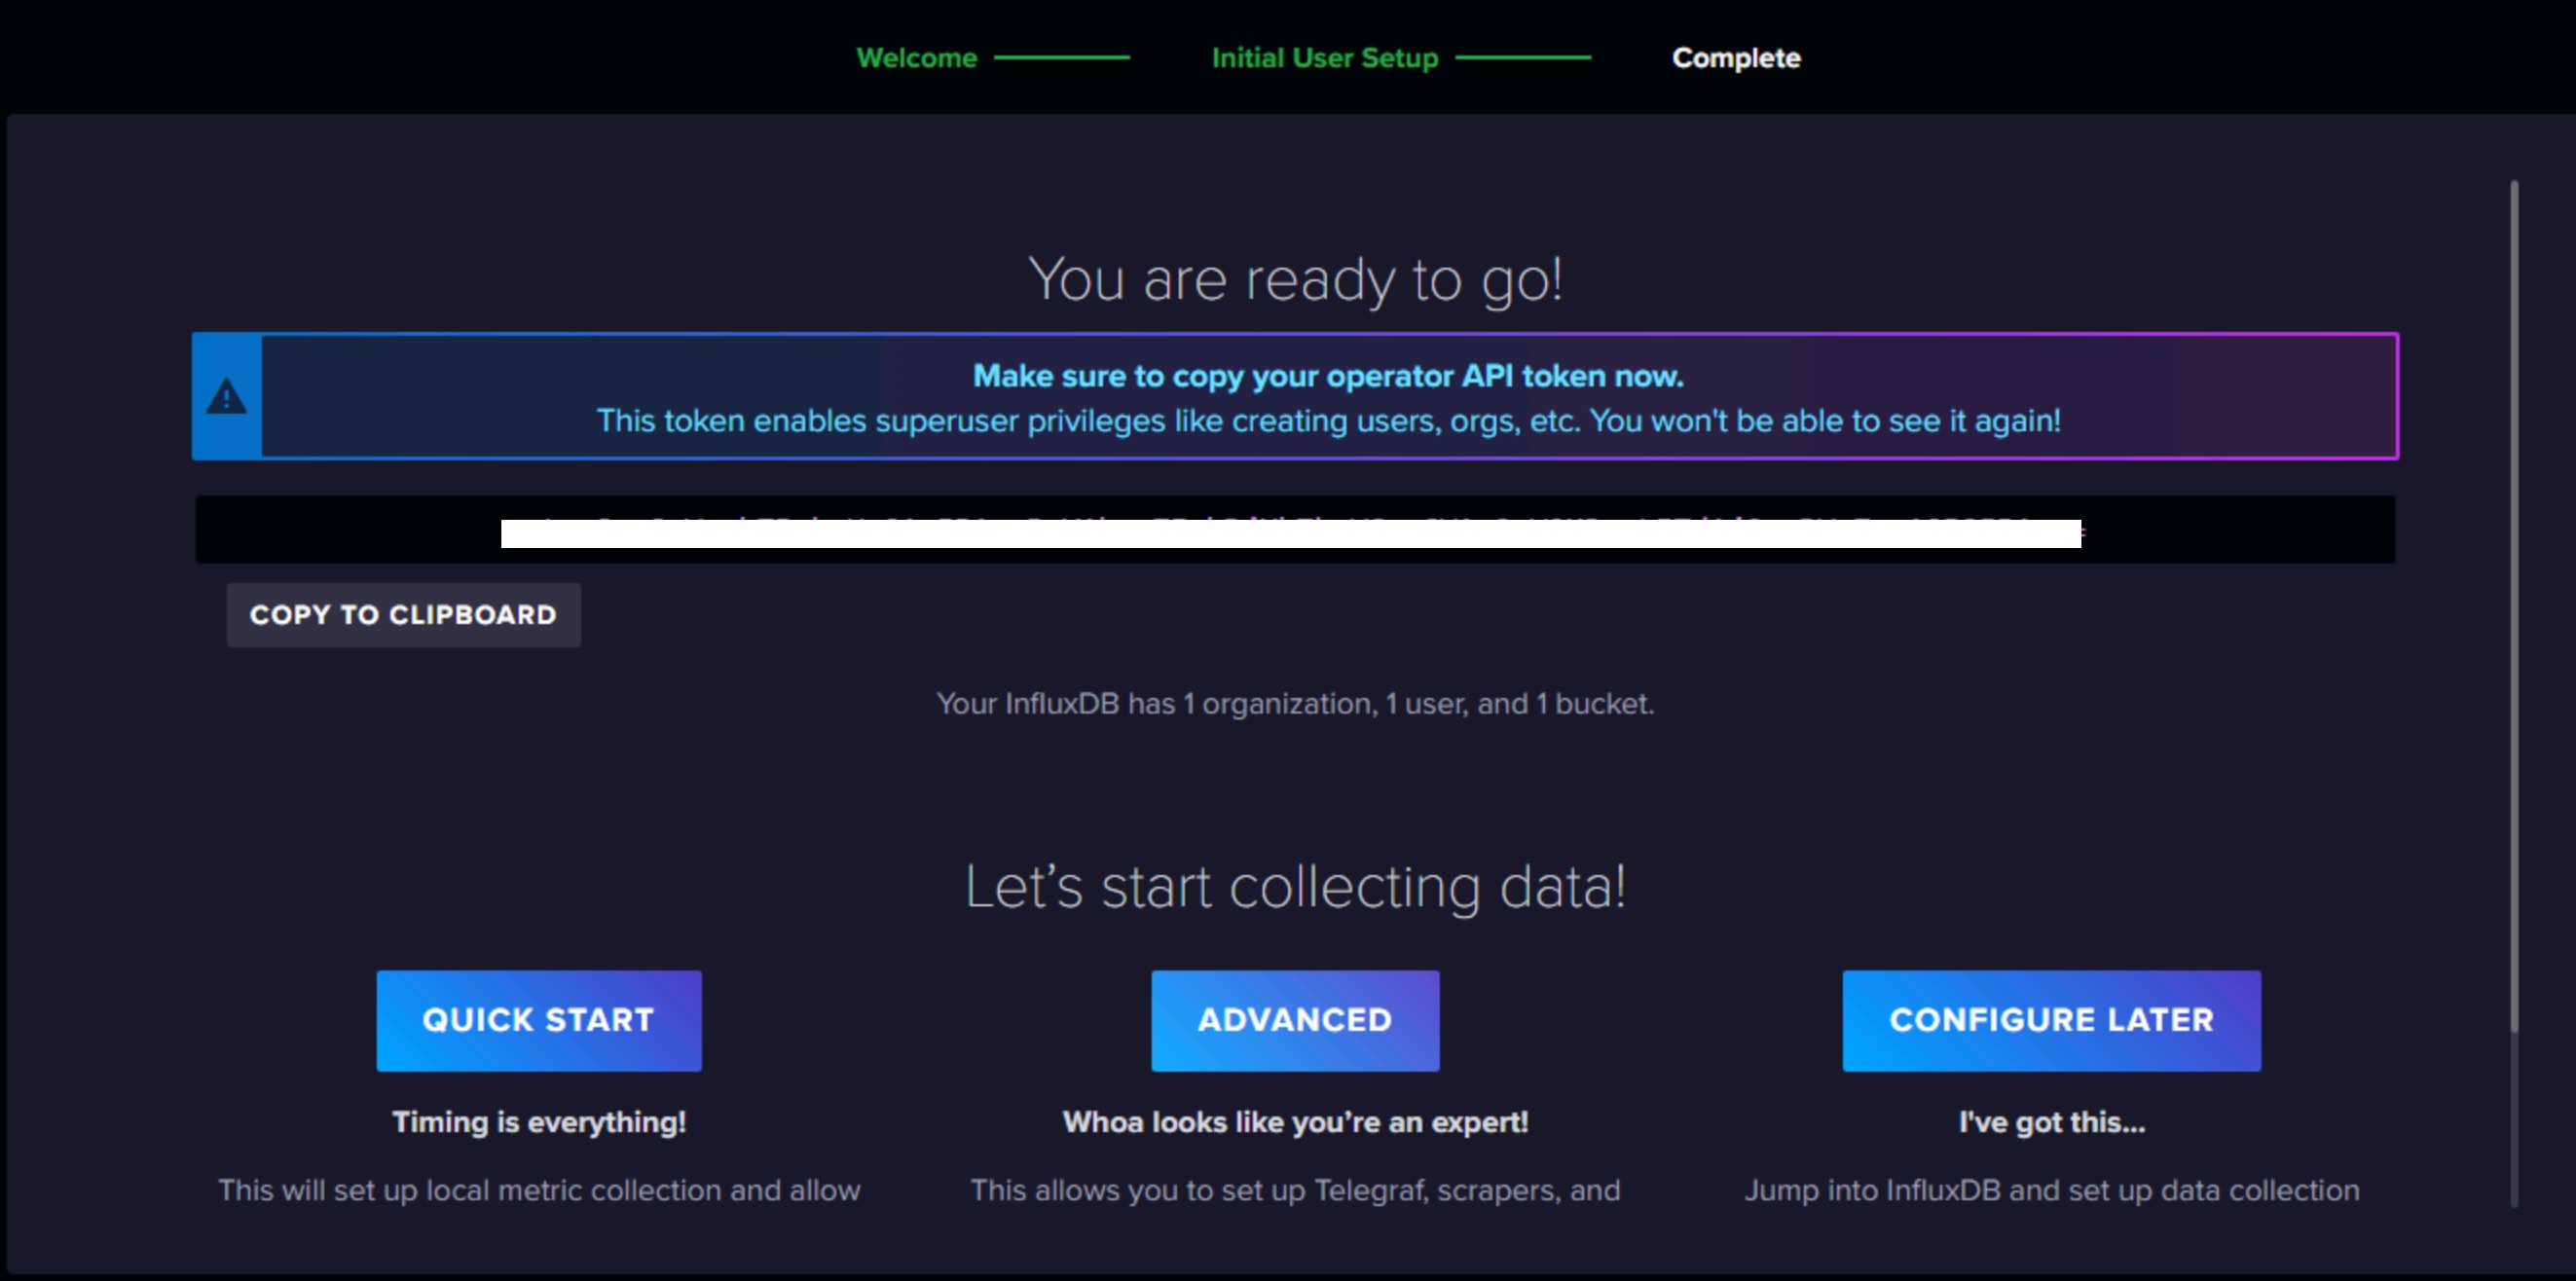 Welcome
Initial User Setup
Complete
You are ready to go!
Make sure to copy your operator API token now.
This token enables superuser privileges like creating users, orgs, etc. You won't be able to see it again!
COPY TO CLIPBOARD
Your InfluxDB has 1 organization, 1 user, and 1 bucket.
Let’s start collecting data!
QUICK START
ADVANCED
CONFIGURE LATER
Timing is everything!
Whoa looks like you’re an expert!
I've got this...
This will set up local metric collection and allow
This allows you to set up Telegraf, scrapers, and
Jump into InfluxDB and set up data collection